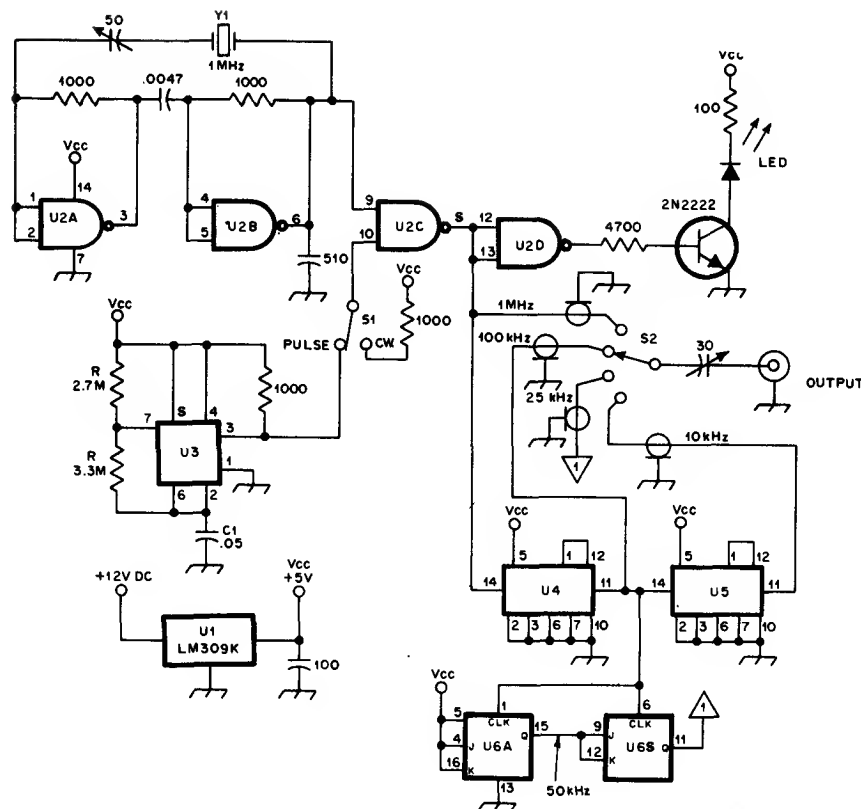 50
Y1
1MHz
1000
.0047
1000
Vcc
100
LED
Vcc
14
1
2
U2A
3
7
4
5
U2B
6
510
9
10
U2C
S
12
13
U2D
4700
2N2222
Vcc
1000
S1
PULSE
CW
1MHz
100kHz
S2
30
OUTPUT
25kHz
1
10kHz
Vcc
R
2.7M
R
3.3M
7
S
4
U3
3
1
6
2
1000
C1
.05
+12V DC
Vcc
+5V
U1
LM309K
100
Vcc
5
1
12
14
U4
11
2
3
6
7
10
Vcc
5
1
12
14
U5
11
2
3
6
7
10
Vcc
5
4
J
16
K
1
CLK
U6A
Q
15
13
50kHz
9
J
12
K
6
CLK
U6S
Q
11
1